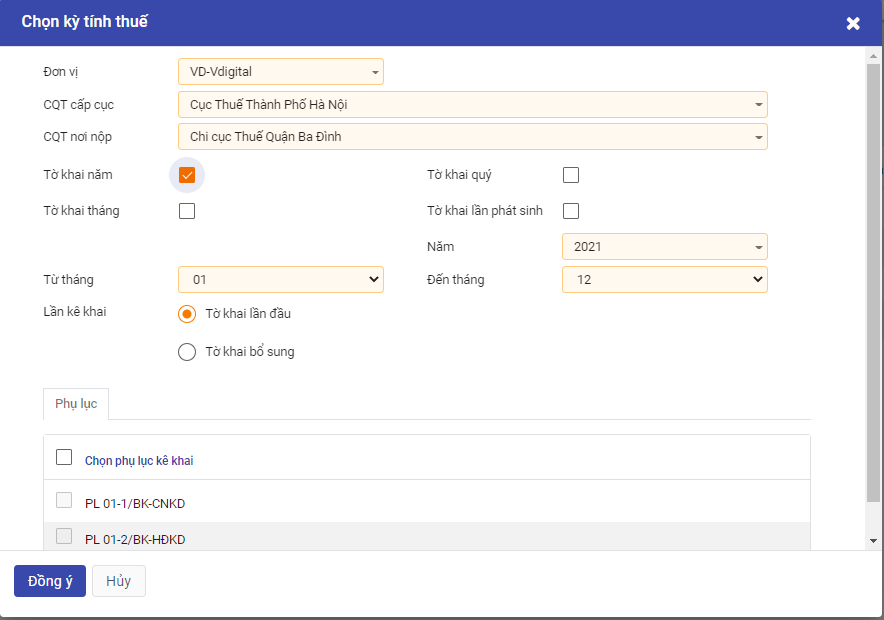 Chọn kỳ tính thuế
Đơn vị VD-Vdigital
CQT cấp cục Cục Thuế Thành Phố Hà Nội
CQT nơi nộp Chi cục Thuế Quận Ba Đình
Tờ khai năm Tờ khai quý
Tờ khai tháng Tờ khai lần phát sinh
Năm 2021
Từ tháng 01 Đến tháng 12
Lần kê khai Tờ khai lần đầu
Tờ khai bổ sung
Phụ lục
Chọn phụ lục kê khai
PL 01-1/BK-CNKD
PL 01-2/BK-HĐKD
Đồng ý Hủy